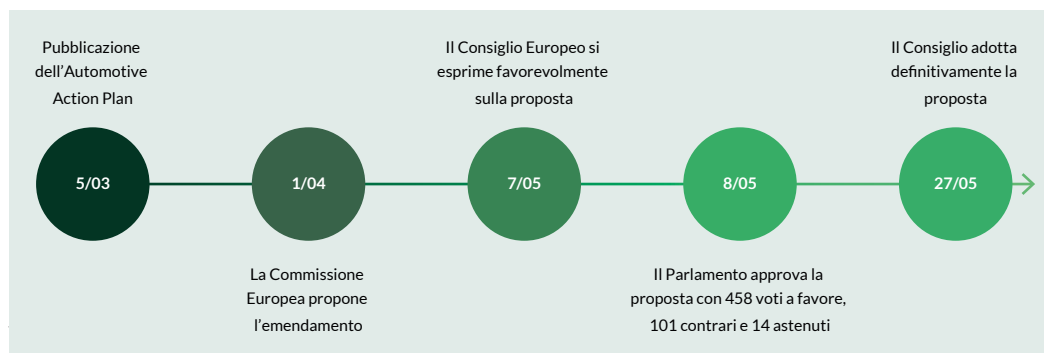 Pubblicazione
dell'Automotive
Action Plan
5/03
1/04
La Commissione
Europea propone
l'emendamento
Il Consiglio Europeo si
esprime favorevolmente
sulla proposta
7/05
8/05
Il Parlamento approva la
proposta con 458 voti a favore,
101 contrari e 14 astenuti
Il Consiglio adotta
definitivamente la
proposta
27/05